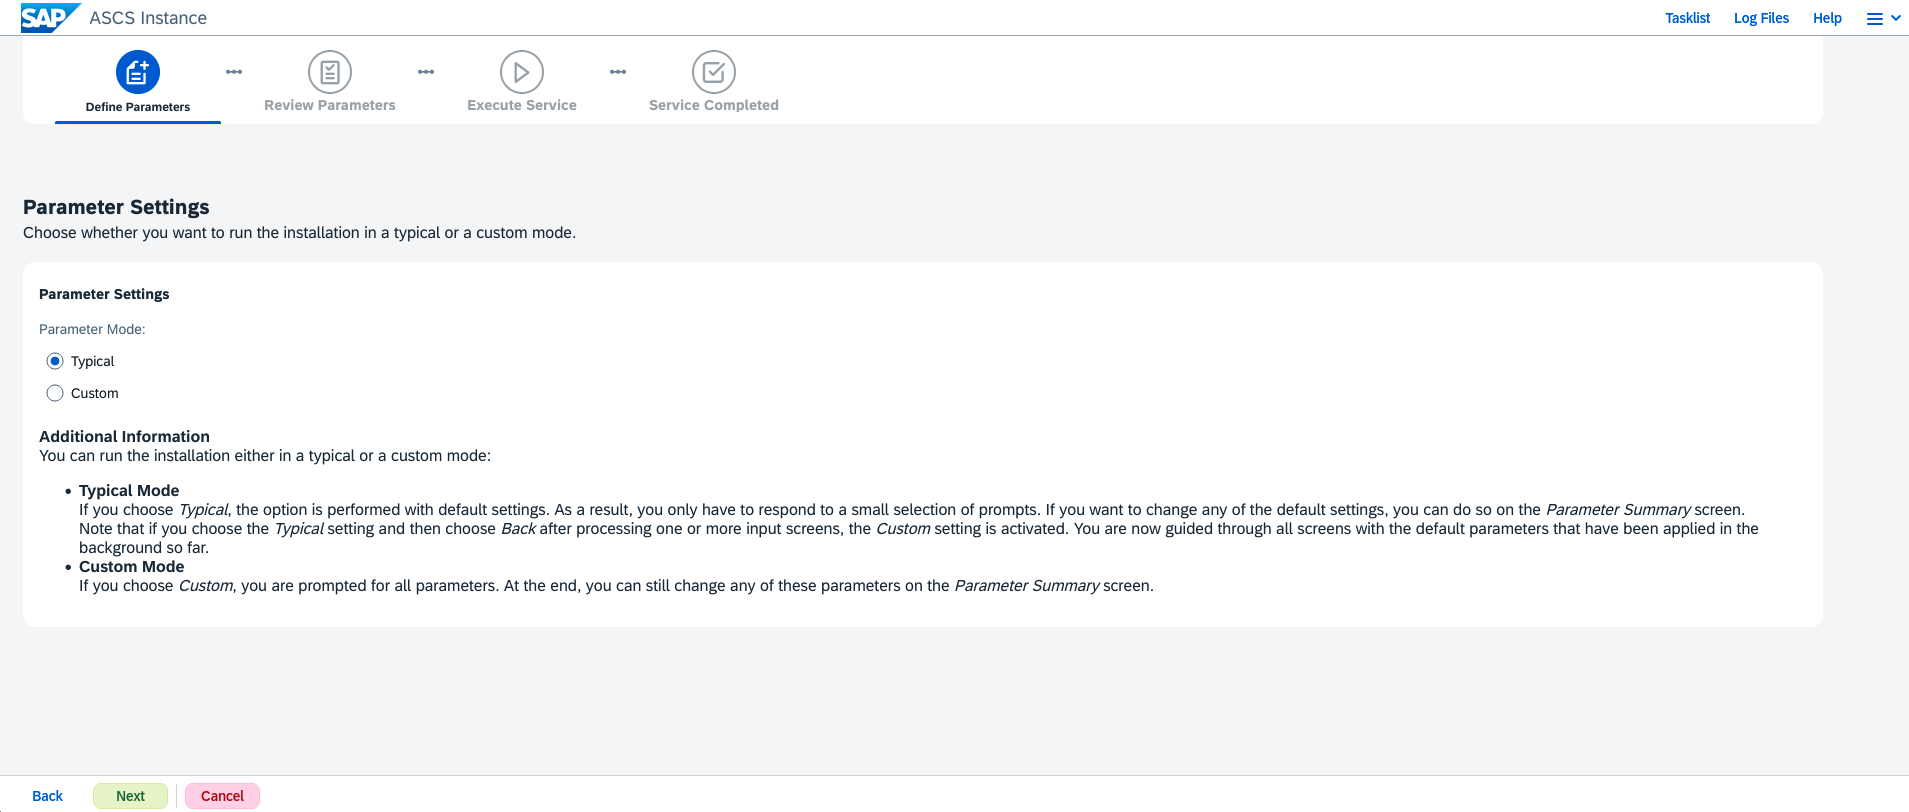 SAP ASCS Instance
Tasklist Log Files Help
Define Parameters Review Parameters Execute Service Service Completed
Parameter Settings
Choose whether you want to run the installation in a typical or a custom mode.
Parameter Settings
Parameter Mode:
Typical
Custom
Additional Information
You can run the installation either in a typical or a custom mode:
• Typical Mode
If you choose Typical, the option is performed with default settings. As a result, you only have to respond to a small selection of prompts. If you want to change any of the default settings, you can do so on the Parameter Summary screen.
Note that if you choose the Typical setting and then choose Back after processing one or more input screens, the Custom setting is activated. You are now guided through all screens with the default parameters that have been applied in the
background so far.
• Custom Mode
If you choose Custom, you are prompted for all parameters. At the end, you can still change any of these parameters on the Parameter Summary screen.
Back Next Cancel